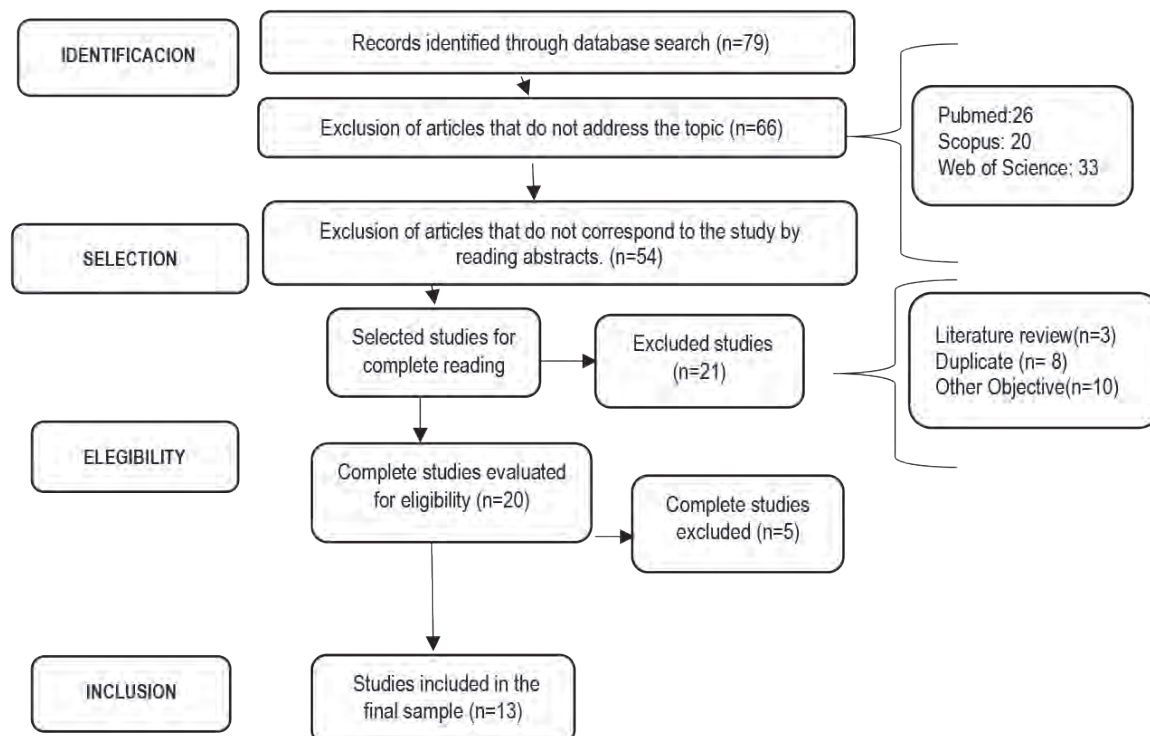 IDENTIFICACION
Records identified through database search (n=79)
Exclusion of articles that do not address the topic (n=66)
Pubmed:26
Scopus: 20
Web of Science: 33
SELECTION
Exclusion of articles that do not correspond to the study by
reading abstracts. (n=54)
Selected studies for
complete reading
Excluded studies
(n=21)
Literature review(n=3)
Duplicate (n= 8)
Other Objective(n=10)
ELEGIBILITY
Complete studies evaluated
for eligibility (n=20)
Complete studies
excluded (n=5)
INCLUSION
Studies included in the
final sample (n=13)